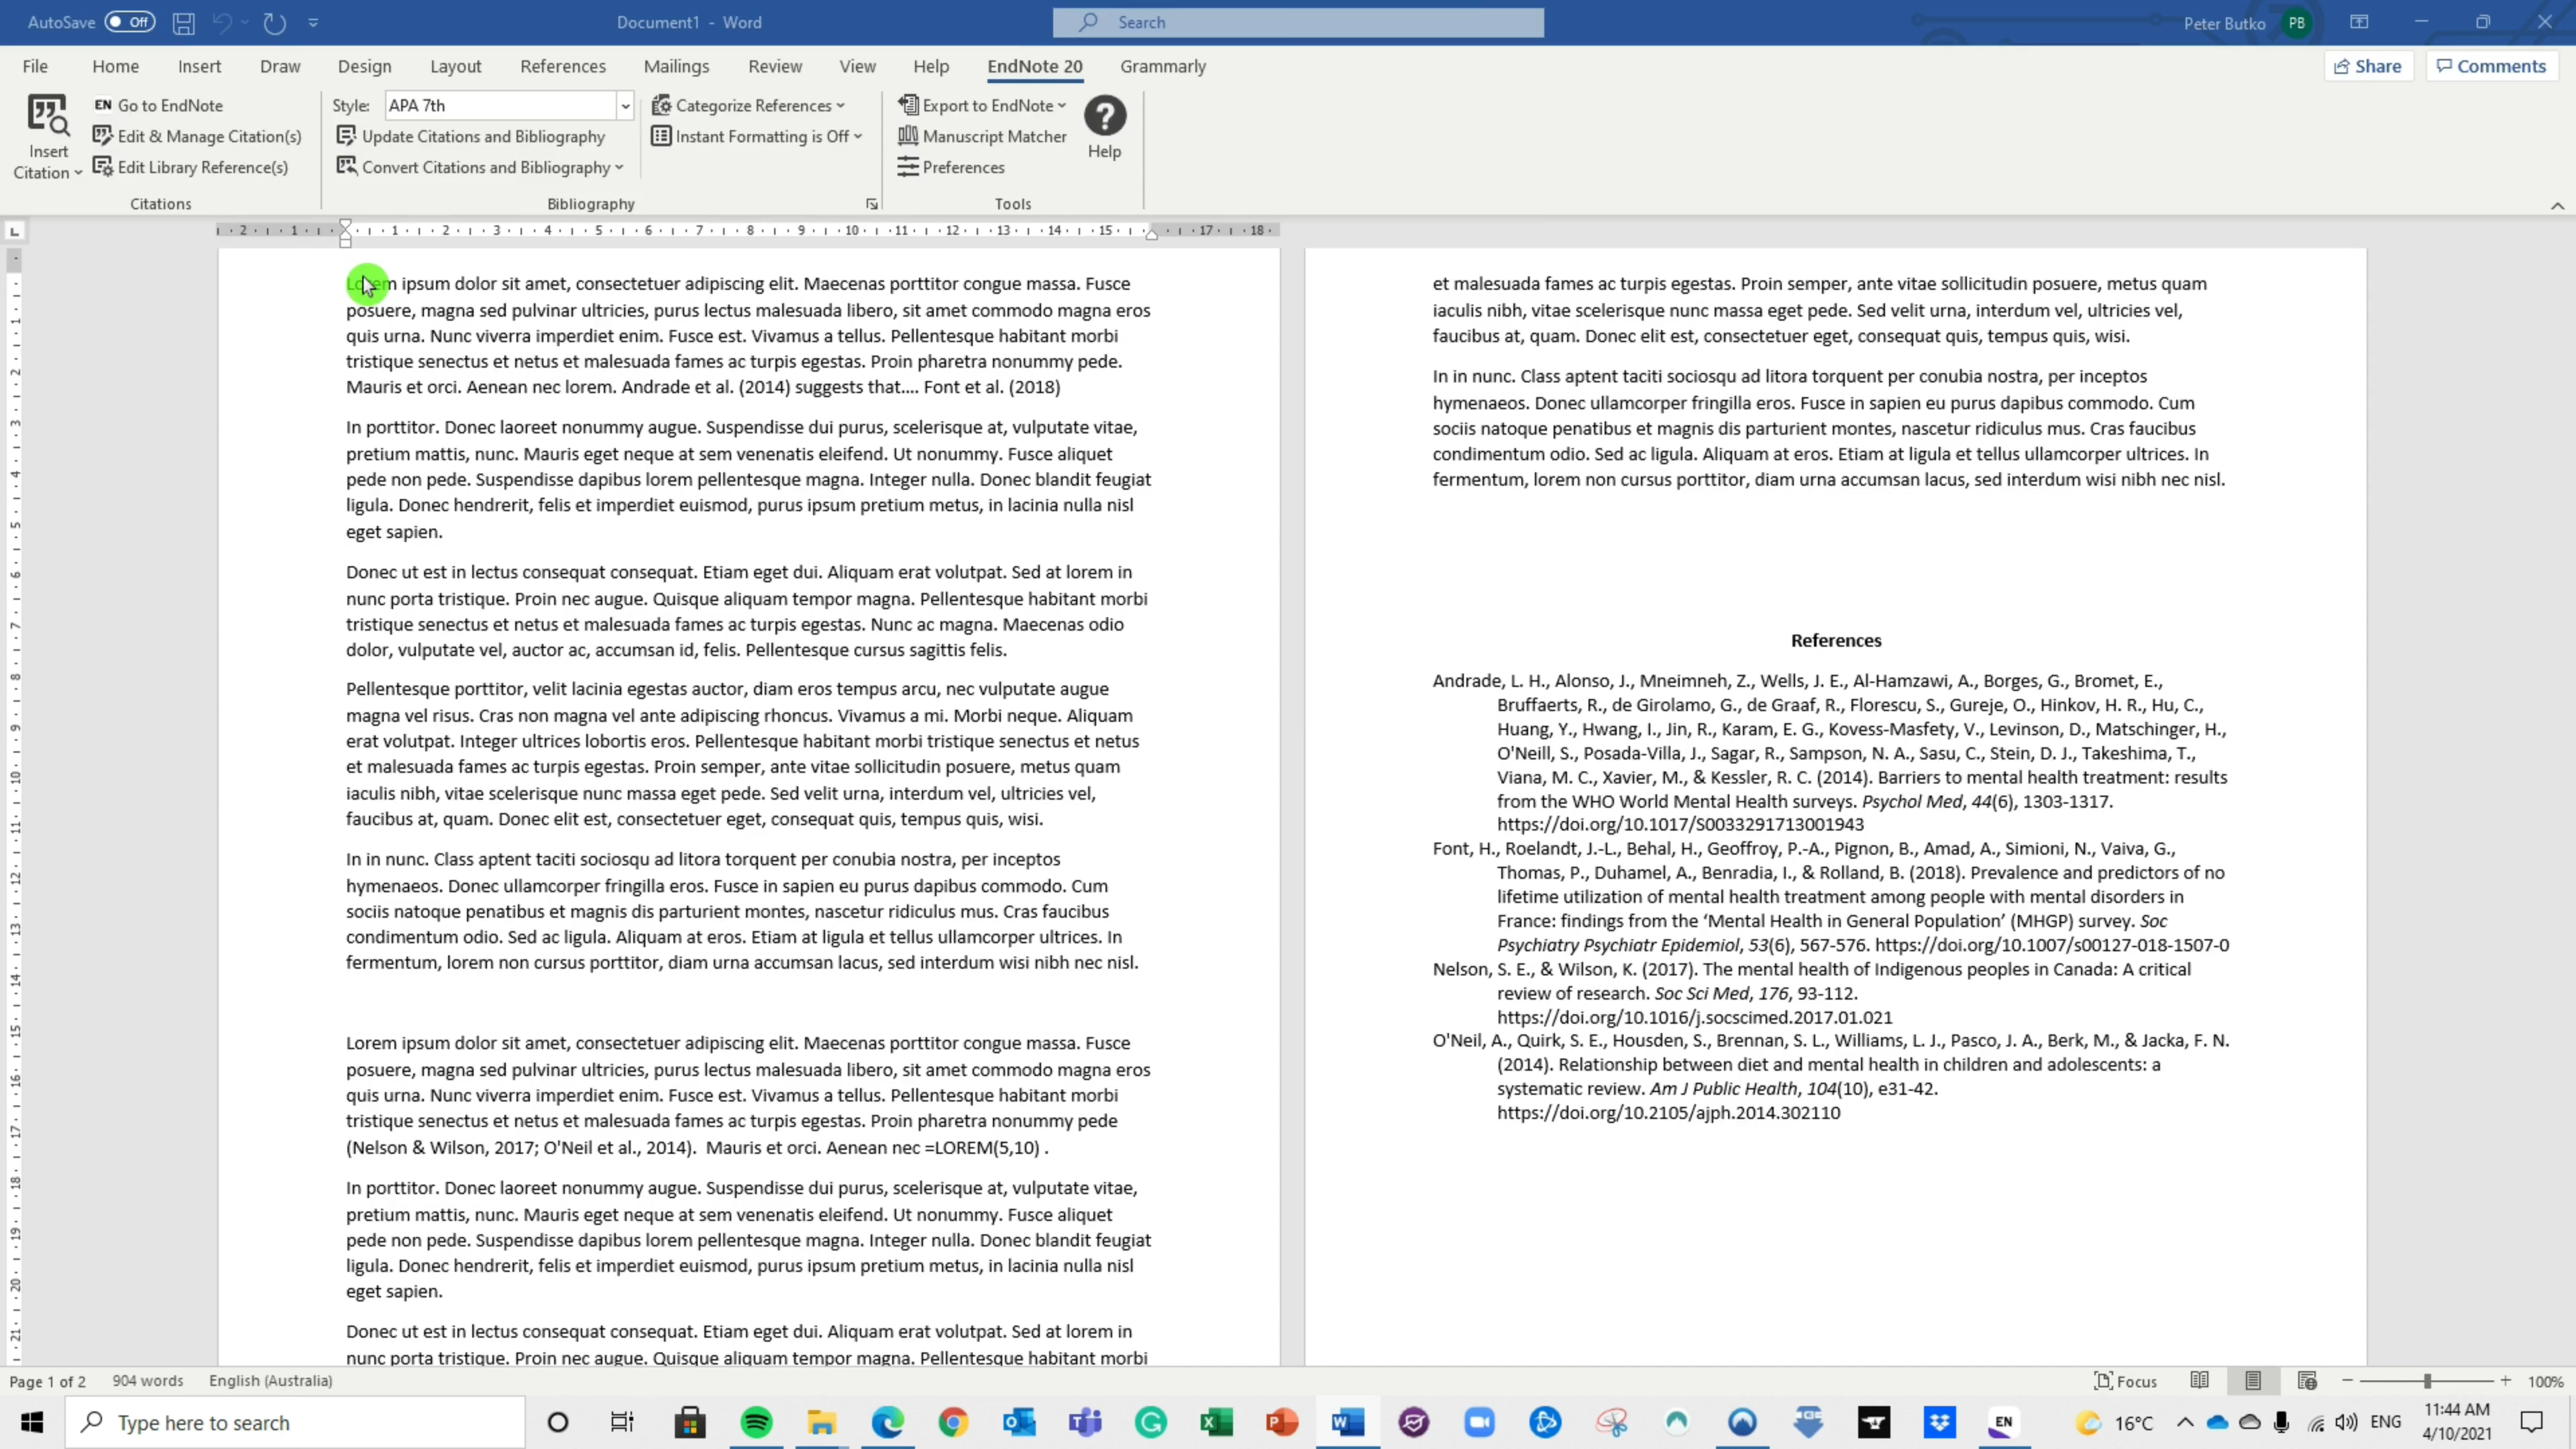 AutoSave Off Document1 - Word Search Peter Butko PB
File Home Insert Draw Design Layout References Mailings Review View Help EndNote 20 Grammarly Share Comments
Insert Citation
EN Go to EndNote
Edit & Manage Citation(s)
Edit Library Reference(s)
Citations
Style: APA 7th
Update Citations and Bibliography
Convert Citations and Bibliography
Categorize References
Instant Formatting is Off
Bibliography
Export to EndNote
Manuscript Matcher
Preferences
Help
Tools
L
2 1 1 2 3 4 5 6 7 8 9 10 11 12 13 14 15 17 18
1 2 3 4 5 6 7 8 9 10 11 12 13 14 15 16 17 18 19 20 21
Lorem ipsum dolor sit amet, consectetuer adipiscing elit. Maecenas porttitor congue massa. Fusce
posuere, magna sed pulvinar ultricies, purus lectus malesuada libero, sit amet commodo magna eros
quis urna. Nunc viverra imperdiet enim. Fusce est. Vivamus a tellus. Pellentesque habitant morbi
tristique senectus et netus et malesuada fames ac turpis egestas. Proin pharetra nonummy pede.
Mauris et orci. Aenean nec lorem. Andrade et al. (2014) suggests that.... Font et al. (2018)
In porttitor. Donec laoreet nonummy augue. Suspendisse dui purus, scelerisque at, vulputate vitae,
pretium mattis, nunc. Mauris eget neque at sem venenatis eleifend. Ut nonummy. Fusce aliquet
pede non pede. Suspendisse dapibus lorem pellentesque magna. Integer nulla. Donec blandit feugiat
ligula. Donec hendrerit, felis et imperdiet euismod, purus ipsum pretium metus, in lacinia nulla nisl
eget sapien.
Donec ut est in lectus consequat consequat. Etiam eget dui. Aliquam erat volutpat. Sed at lorem in
nunc porta tristique. Proin nec augue. Quisque aliquam tempor magna. Pellentesque habitant morbi
tristique senectus et netus et malesuada fames ac turpis egestas. Nunc ac magna. Maecenas odio
dolor, vulputate vel, auctor ac, accumsan id, felis. Pellentesque cursus sagittis felis.
Pellentesque porttitor, velit lacinia egestas auctor, diam eros tempus arcu, nec vulputate augue
magna vel risus. Cras non magna vel ante adipiscing rhoncus. Vivamus a mi. Morbi neque. Aliquam
erat volutpat. Integer ultrices lobortis eros. Pellentesque habitant morbi tristique senectus et netus
et malesuada fames ac turpis egestas. Proin semper, ante vitae sollicitudin posuere, metus quam
iaculis nibh, vitae scelerisque nunc massa eget pede. Sed velit urna, interdum vel, ultricies vel,
faucibus at, quam. Donec elit est, consectetuer eget, consequat quis, tempus quis, wisi.
In in nunc. Class aptent taciti sociosqu ad litora torquent per conubia nostra, per inceptos
hymenaeos. Donec ullamcorper fringilla eros. Fusce in sapien eu purus dapibus commodo. Cum
sociis natoque penatibus et magnis dis parturient montes, nascetur ridiculus mus. Cras faucibus
condimentum odio. Sed ac ligula. Aliquam at eros. Etiam at ligula et tellus ullamcorper ultrices. In
fermentum, lorem non cursus porttitor, diam urna accumsan lacus, sed interdum wisi nibh nec nisl.
Lorem ipsum dolor sit amet, consectetuer adipiscing elit. Maecenas porttitor congue massa. Fusce
posuere, magna sed pulvinar ultricies, purus lectus malesuada libero, sit amet commodo magna eros
quis urna. Nunc viverra imperdiet enim. Fusce est. Vivamus a tellus. Pellentesque habitant morbi
tristique senectus et netus et malesuada fames ac turpis egestas. Proin pharetra nonummy pede
(Nelson & Wilson, 2017; O'Neil et al., 2014).  Mauris et orci. Aenean nec =LOREM(5,10) .
In porttitor. Donec laoreet nonummy augue. Suspendisse dui purus, scelerisque at, vulputate vitae,
pretium mattis, nunc. Mauris eget neque at sem venenatis eleifend. Ut nonummy. Fusce aliquet
pede non pede. Suspendisse dapibus lorem pellentesque magna. Integer nulla. Donec blandit feugiat
ligula. Donec hendrerit, felis et imperdiet euismod, purus ipsum pretium metus, in lacinia nulla nisl
eget sapien.
Donec ut est in lectus consequat consequat. Etiam eget dui. Aliquam erat volutpat. Sed at lorem in
nunc porta tristique. Proin nec augue. Quisque aliquam tempor magna. Pellentesque habitant morbi
et malesuada fames ac turpis egestas. Proin semper, ante vitae sollicitudin posuere, metus quam
iaculis nibh, vitae scelerisque nunc massa eget pede. Sed velit urna, interdum vel, ultricies vel,
faucibus at, quam. Donec elit est, consectetuer eget, consequat quis, tempus quis, wisi.
In in nunc. Class aptent taciti sociosqu ad litora torquent per conubia nostra, per inceptos
hymenaeos. Donec ullamcorper fringilla eros. Fusce in sapien eu purus dapibus commodo. Cum
sociis natoque penatibus et magnis dis parturient montes, nascetur ridiculus mus. Cras faucibus
condimentum odio. Sed ac ligula. Aliquam at eros. Etiam at ligula et tellus ullamcorper ultrices. In
fermentum, lorem non cursus porttitor, diam urna accumsan lacus, sed interdum wisi nibh nec nisl.
References
Andrade, L. H., Alonso, J., Mneimneh, Z., Wells, J. E., Al-Hamzawi, A., Borges, G., Bromet, E.,
Bruffaerts, R., de Girolamo, G., de Graaf, R., Florescu, S., Gureje, O., Hinkov, H. R., Hu, C.,
Huang, Y., Hwang, I., Jin, R., Karam, E. G., Kovess-Masfety, V., Levinson, D., Matschinger, H.,
O'Neill, S., Posada-Villa, J., Sagar, R., Sampson, N. A., Sasu, C., Stein, D. J., Takeshima, T.,
Viana, M. C., Xavier, M., & Kessler, R. C. (2014). Barriers to mental health treatment: results
from the WHO World Mental Health surveys. Psychol Med, 44(6), 1303-1317.
https://doi.org/10.1017/S0033291713001943
Font, H., Roelandt, J.-L., Behal, H., Geoffroy, P.-A., Pignon, B., Amad, A., Simioni, N., Vaiva, G.,
Thomas, P., Duhamel, A., Benradia, I., & Rolland, B. (2018). Prevalence and predictors of no
lifetime utilization of mental health treatment among people with mental disorders in
France: findings from the ‘Mental Health in General Population’ (MHGP) survey. Soc
Psychiatry Psychiatr Epidemiol, 53(6), 567-576. https://doi.org/10.1007/s00127-018-1507-0
Nelson, S. E., & Wilson, K. (2017). The mental health of Indigenous peoples in Canada: A critical
review of research. Soc Sci Med, 176, 93-112.
https://doi.org/10.1016/j.socscimed.2017.01.021
O'Neil, A., Quirk, S. E., Housden, S., Brennan, S. L., Williams, L. J., Pasco, J. A., Berk, M., & Jacka, F. N.
(2014). Relationship between diet and mental health in children and adolescents: a
systematic review. Am J Public Health, 104(10), e31-42.
https://doi.org/10.2105/ajph.2014.302110
Page 1 of 2 904 words English (Australia) Focus 100%
Type here to search EN 16°C ENG 11:44 AM
4/10/2021